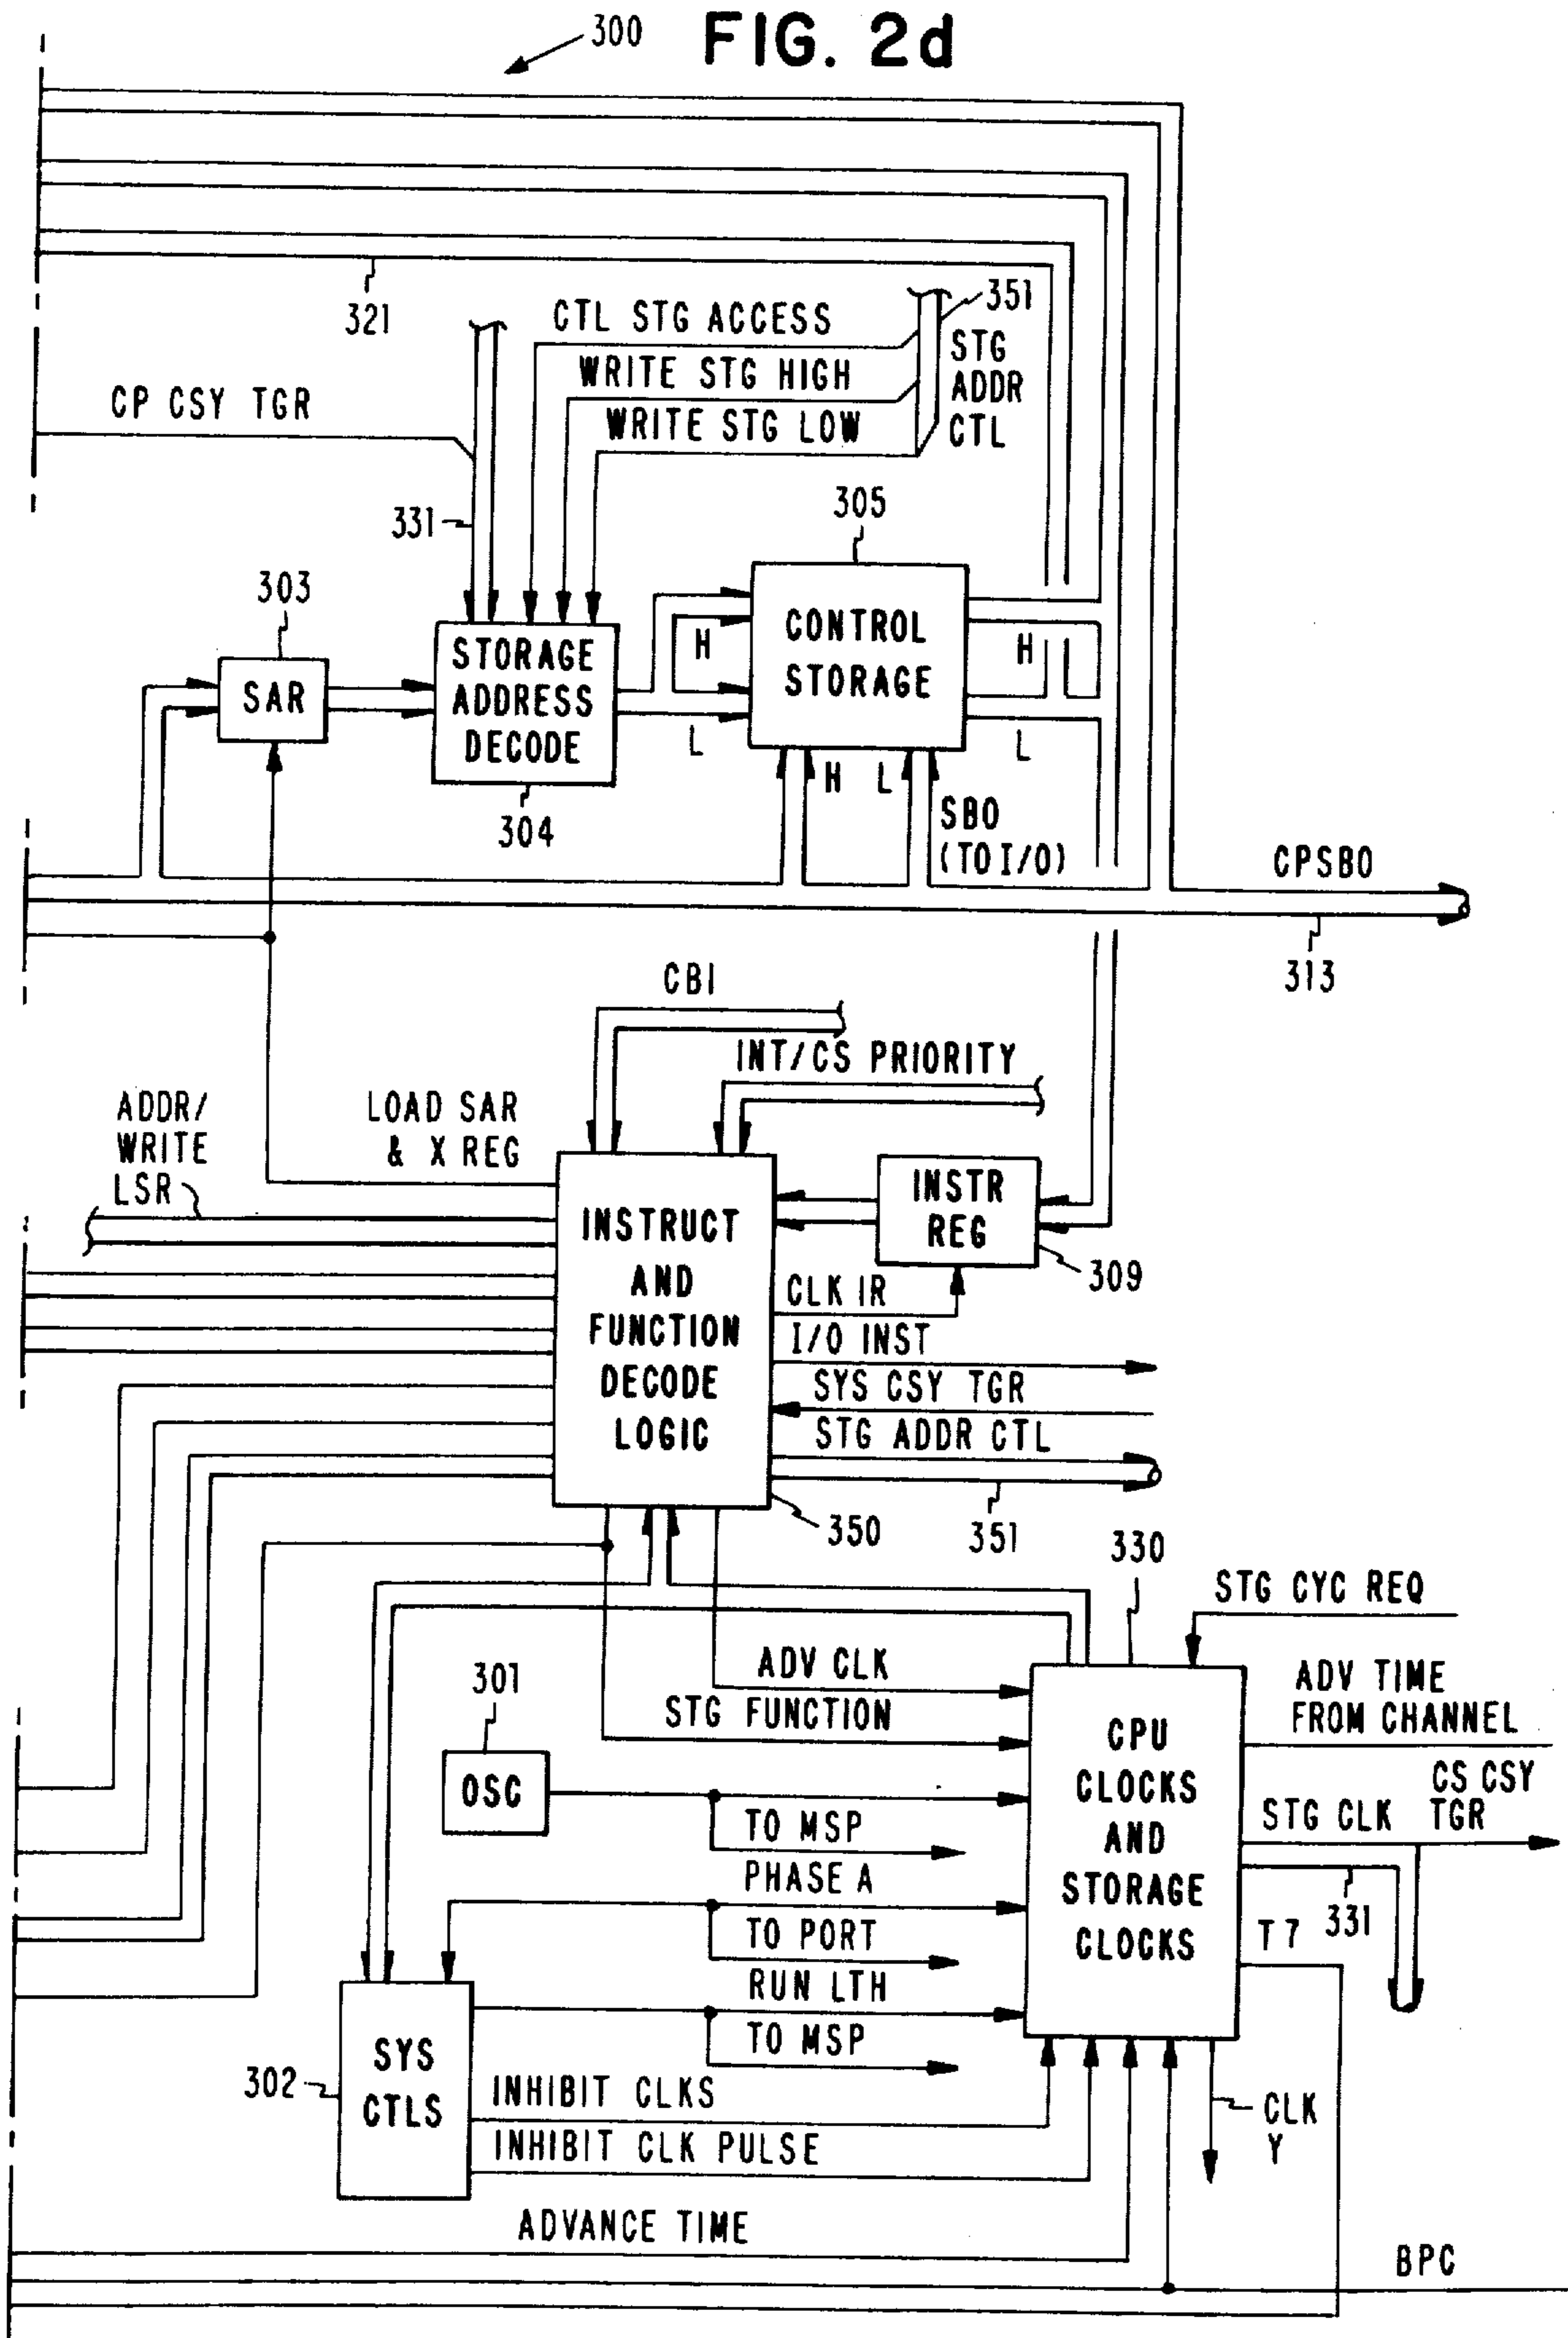 300
FIG. 2d
321
CTL STG ACCESS
WRITE STG HIGH
WRITE STG LOW
351
STG
ADDR
CTL
CP CSY TGR
331
305
303
SAR
STORAGE
ADDRESS
DECODE
304
H
L
CONTROL
STORAGE
H
L
H L
SBO
(TO I/O)
CPSBO
313
CBI
INT/CS PRIORITY
ADDR/
WRITE
LSR
LOAD SAR
& X REG
INSTRUCT
AND
FUNCTION
DECODE
LOGIC
INSTR
REG
309
CLK IR
I/O INST
SYS CSY TGR
STG ADDR CTL
350
351
330
STG CYC REQ
ADV CLK
STG FUNCTION
301
OSC
TO MSP
PHASE A
TO PORT
RUN LTH
TO MSP
CPU
CLOCKS
AND
STORAGE
CLOCKS
ADV TIME
FROM CHANNEL
CS CSY
TGR
STG CLK
331
T7
302
SYS
CTLS
INHIBIT CLKS
INHIBIT CLK PULSE
CLK
Y
ADVANCE TIME
BPC